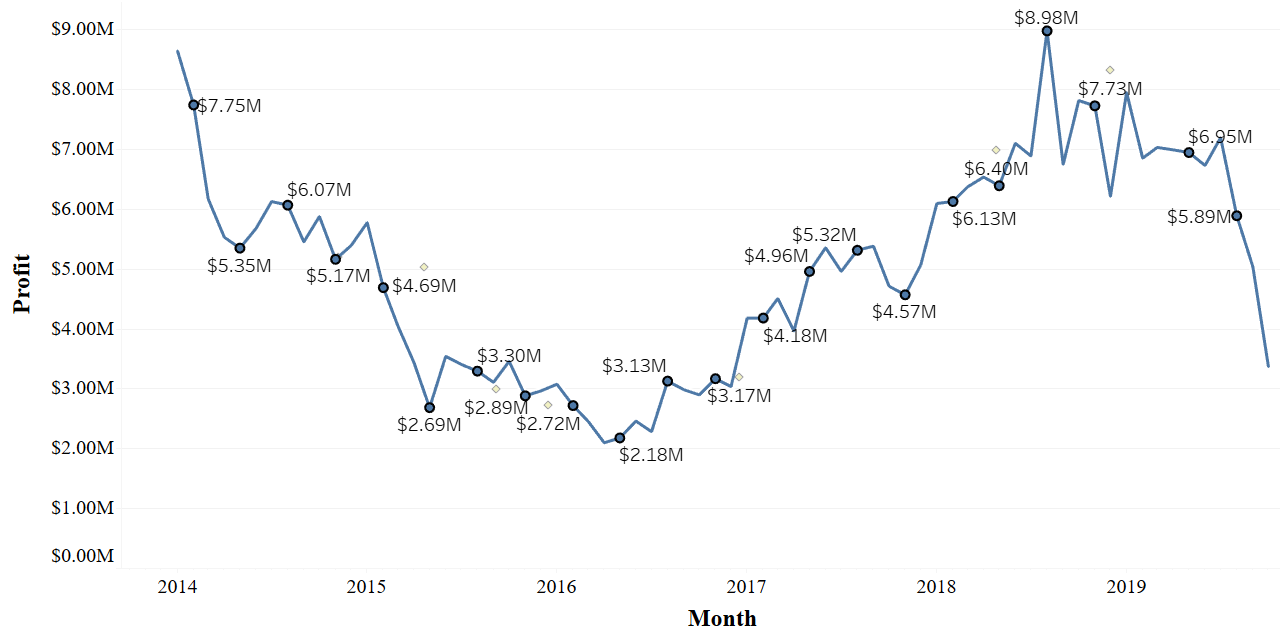 $9.00M
$8.00M
$7.00M
$6.00M
$5.00M
$4.00M
$3.00M
$2.00M
$1.00M
$0.00M
Profit
$7.75M
$5.35M
$6.07M
$5.17M
$4.69M
$2.69M
$3.30M
$2.89M
$2.72M
$2.18M
$3.13M
$3.17M
$4.18M
$4.96M
$5.32M
$4.57M
$6.13M
$6.40M
$8.98M
$7.73M
$6.95M
$5.89M
2014 2015 2016 2017 2018 2019
Month